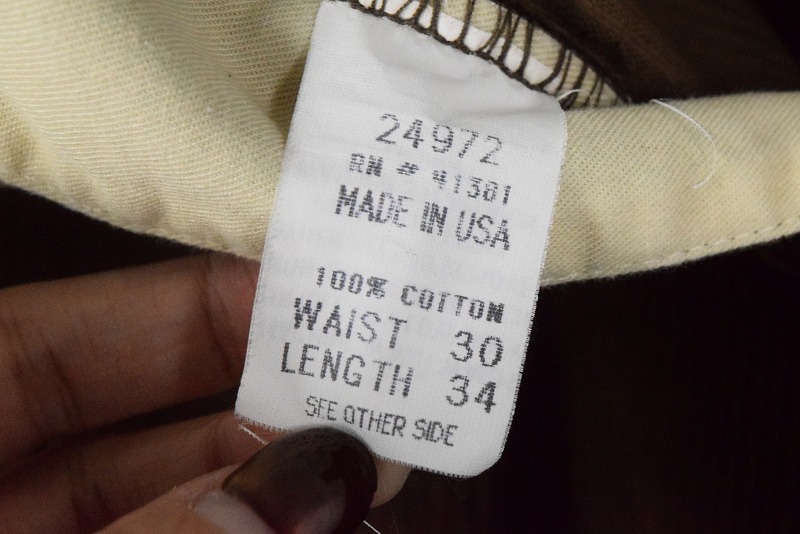 24972
RN # 41381
MADE IN USA
100% COTTON
WAIST 30
LENGTH 34
SEE OTHER SIDE